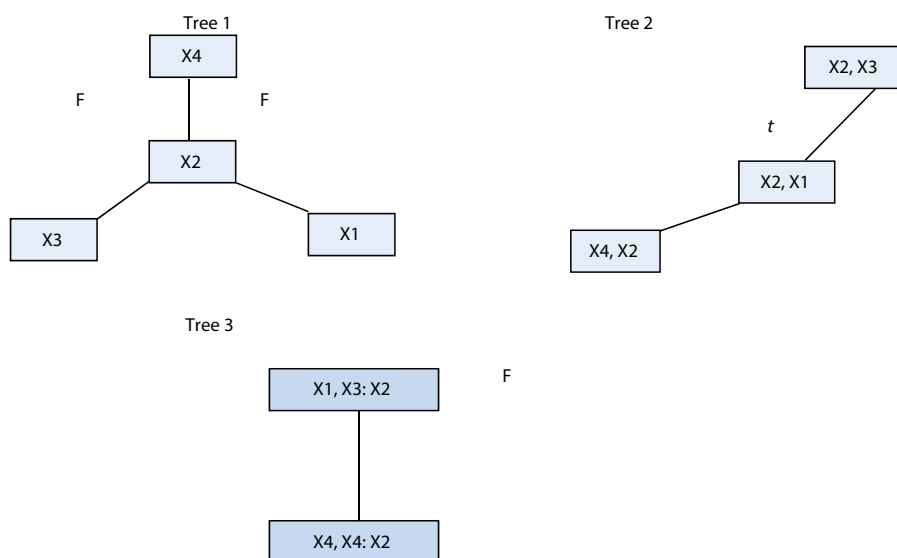 Tree 1
X4
F
F
X2
X3
X1
Tree 2
X2, X3
t
X2, X1
X4, X2
Tree 3
X1, X3: X2
F
X4, X4: X2